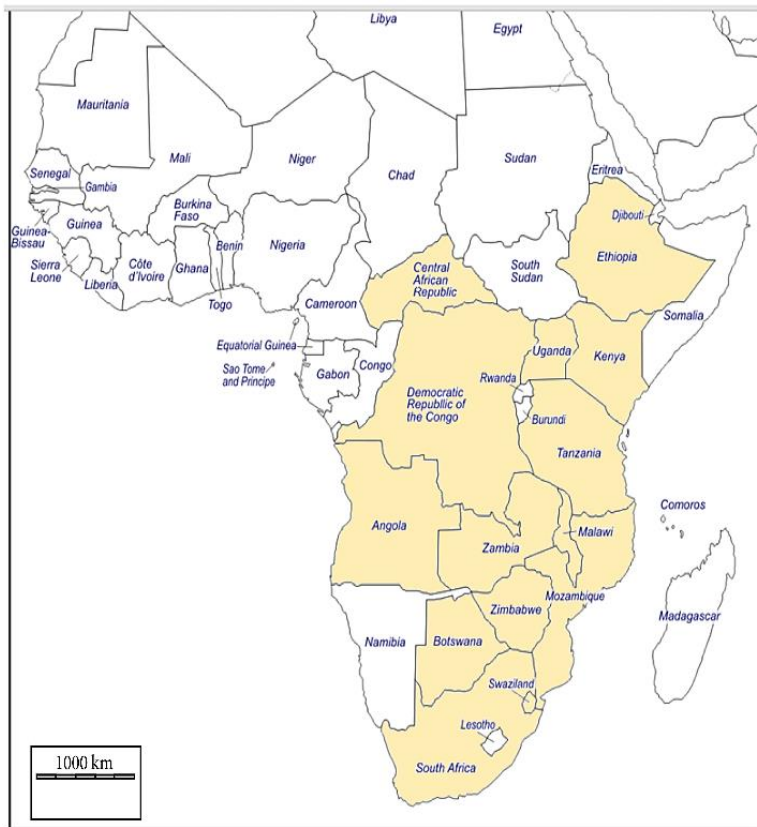 Libya
Egypt
Mauritania
Mali
Niger
Chad
Sudan
Eritrea
Senegal
Gambia
Burkina
Faso
Djibouti
Guinea-
Bissau
Guinea
Benin
Nigeria
Ethiopia
Sierra
Leone
Liberia
Côte
d'Ivoire
Ghana
Togo
Central
African
Republic
South
Sudan
Cameroon
Somalia
Equatorial Guinea
Sao Tome
and Principe
Gabon
Congo
Uganda
Kenya
Rwanda
Democratic
Republlic of
the Congo
Burundi
Tanzania
Comoros
Angola
Zambia
Malawi
Mozambique
Zimbabwe
Madagascar
Namibia
Botswana
Swaziland
Lesotho
South Africa
1000 km